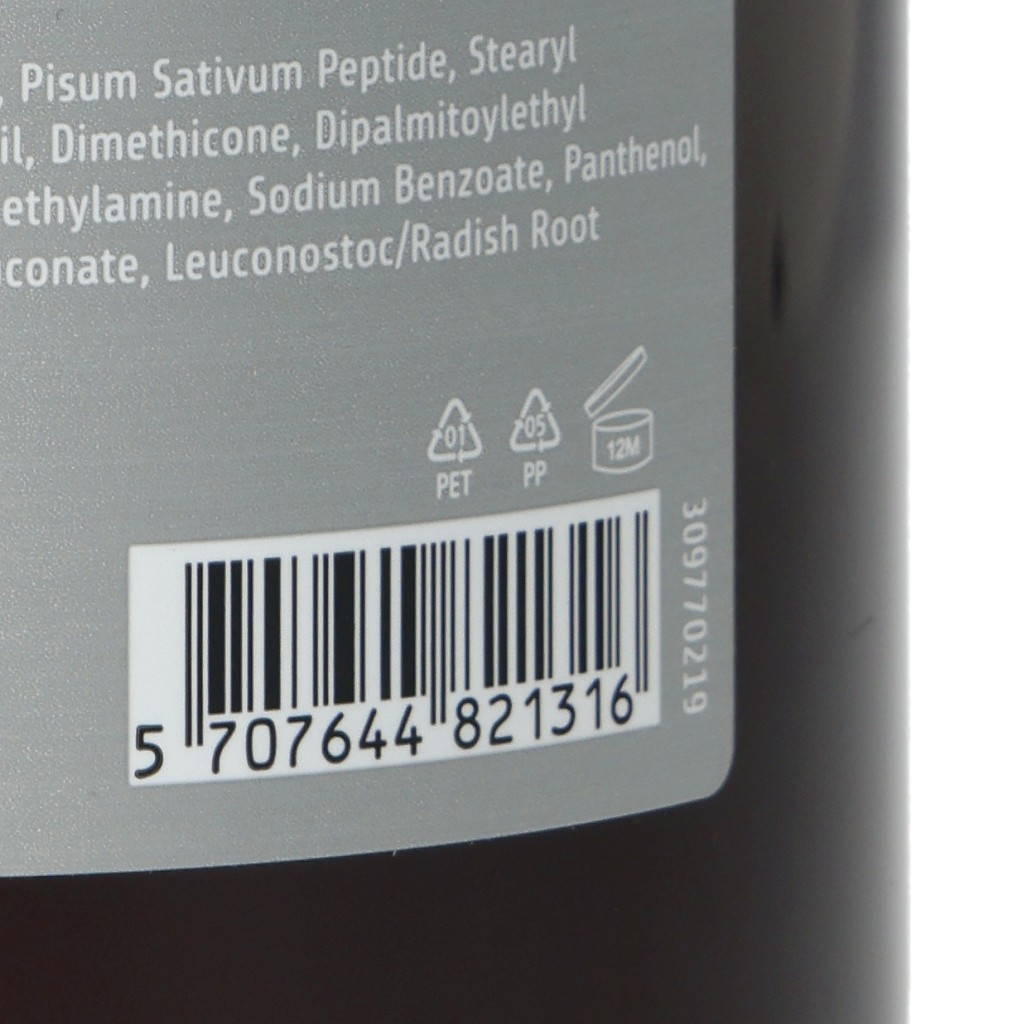 , Pisum Sativum Peptide, Stearyl
il, Dimethicone, Dipalmitoylethyl
ethylamine, Sodium Benzoate, Panthenol,
uconate, Leuconostoc/Radish Root
01 05 12M
PET PP
309770219
5 707644 821316